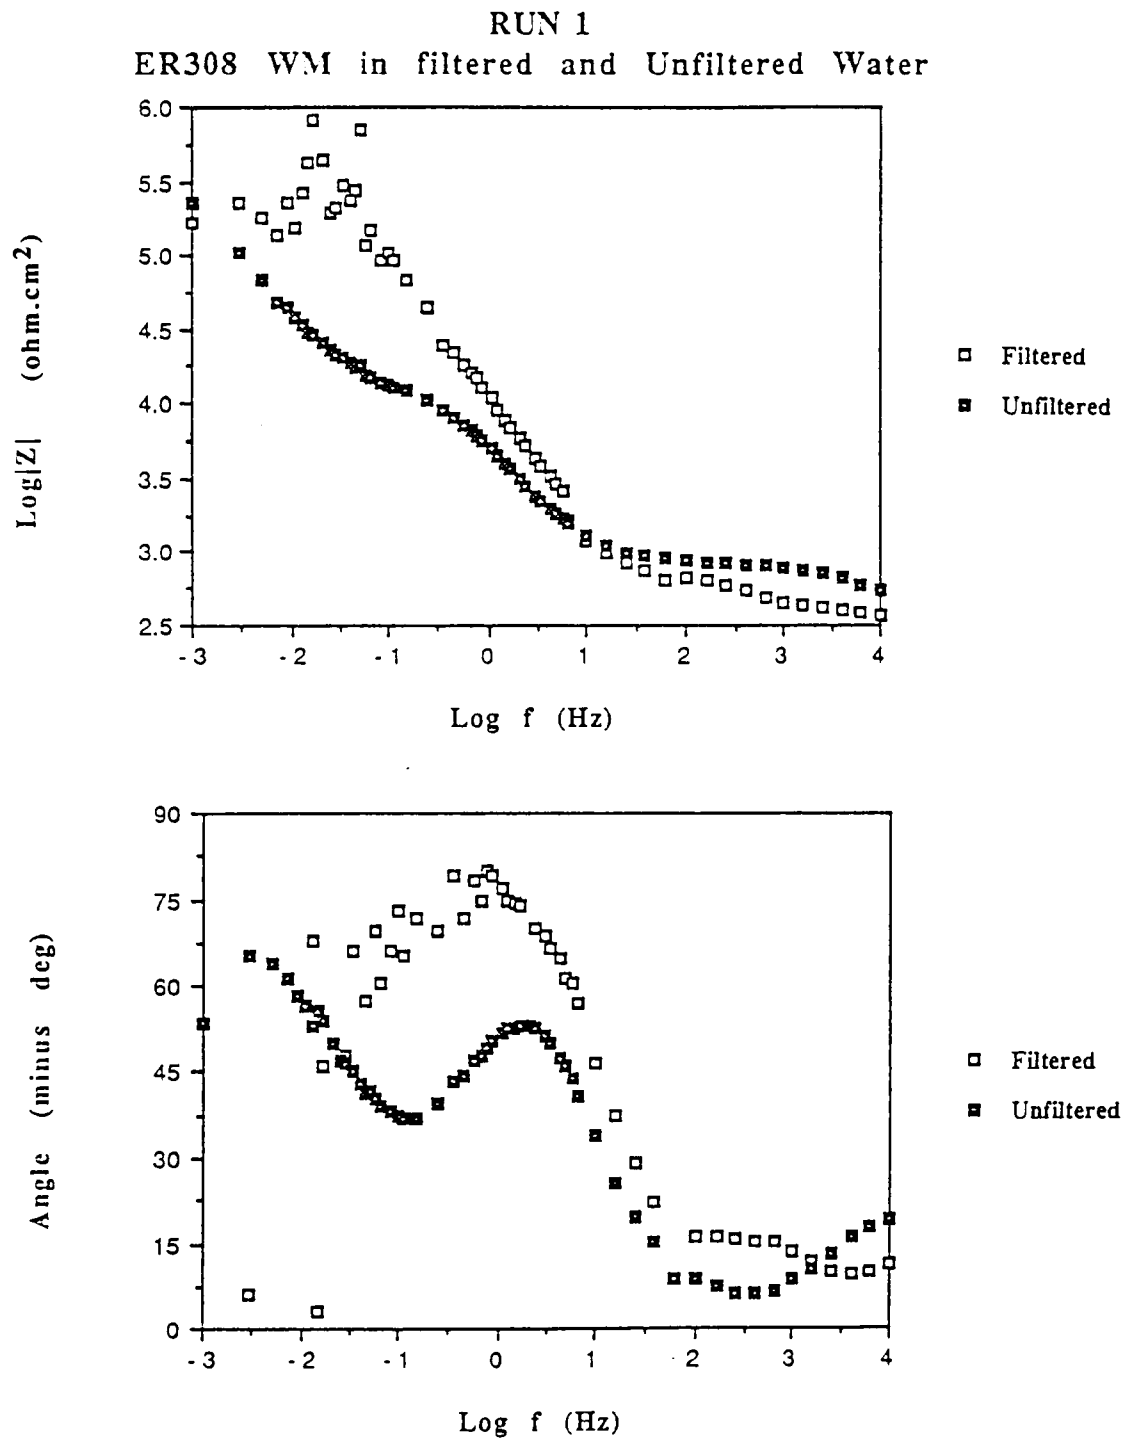 RUN 1
ER308 WM in filtered and Unfiltered Water
6.0
5.5
5.0
4.5
4.0
3.5
3.0
2.5
Log|Z| (ohm.cm2)
-3 -2 -1 0 1 2 3 4
Log f (Hz)
Filtered
Unfiltered
90
75
60
45
30
15
0
Angle (minus deg)
-3 -2 -1 0 1 2 3 4
Log f (Hz)
Filtered
Unfiltered